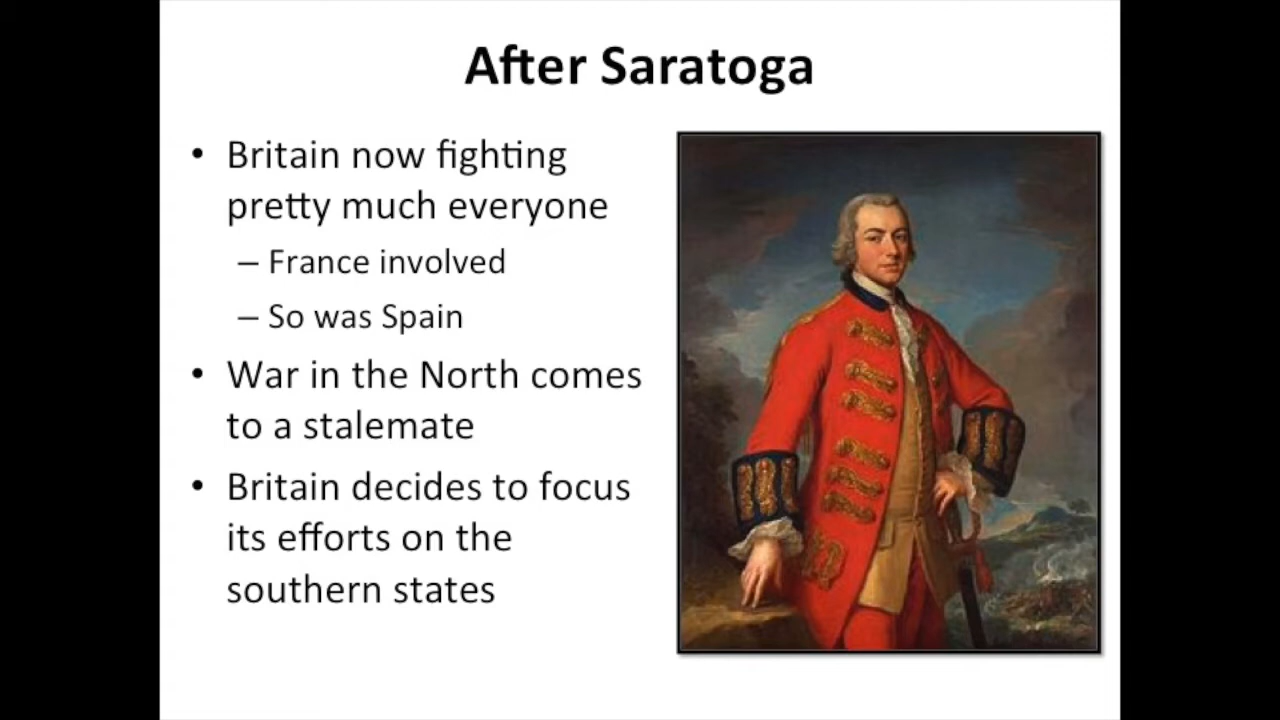 After Saratoga
• Britain now fighting
pretty much everyone
– France involved
– So was Spain
• War in the North comes
to a stalemate
• Britain decides to focus
its efforts on the
southern states